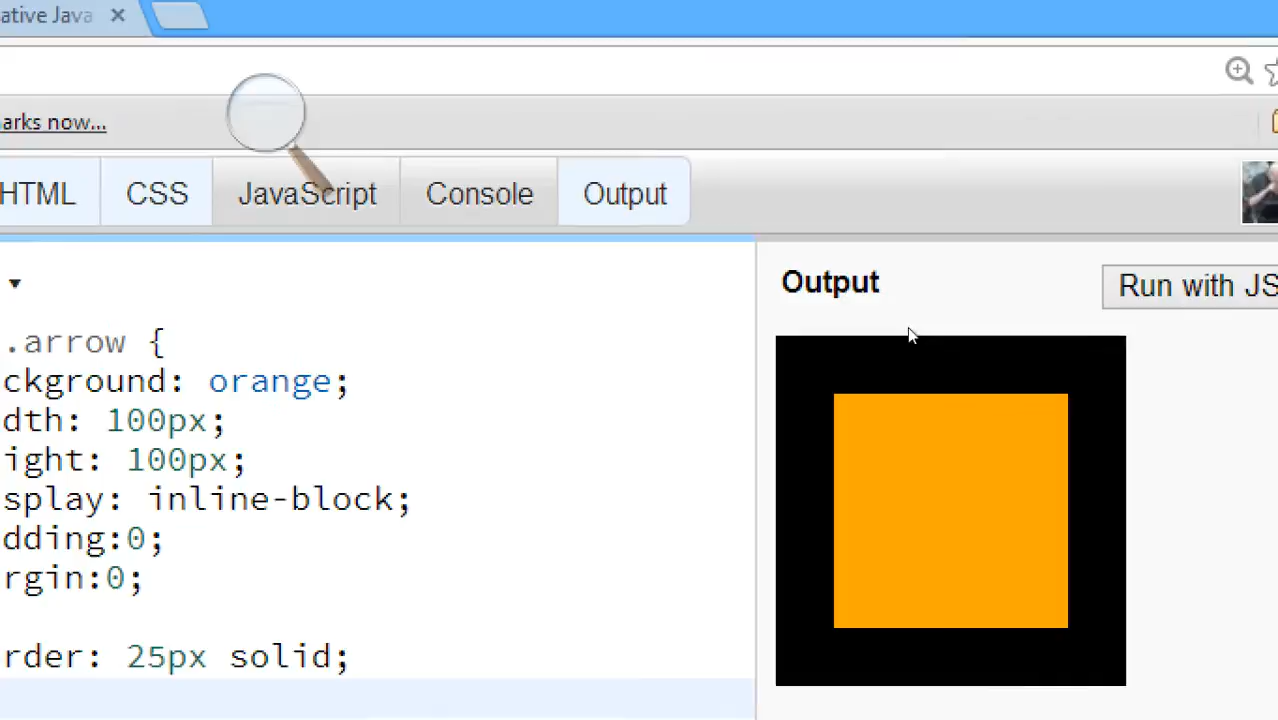 ative Java
arks now...
HTML CSS JavaScript Console Output
Output Run with JS
.arrow {
ckground: orange;
dth: 100px;
ight: 100px;
splay: inline-block;
dding:0;
rgin:0;
rder: 25px solid;